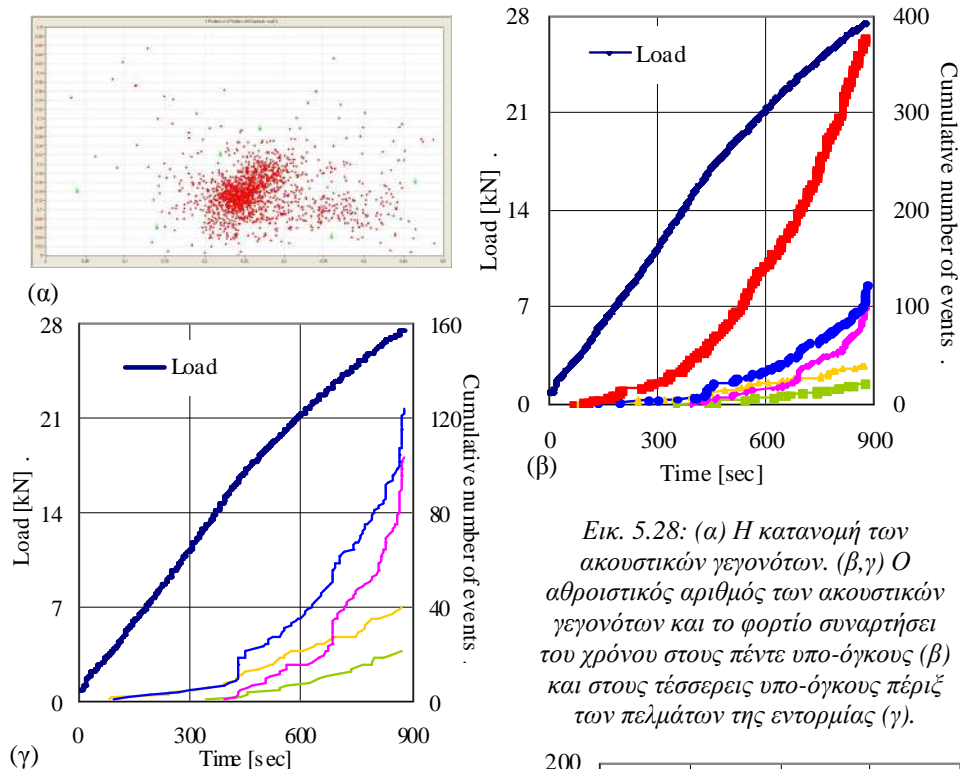 (α)
28
21
14
7
0
Load [kN] .
Load
400
300
200
100
0
Cumulative number of events .
0 300 600 900
Time [sec]
(β)
28
21
14
7
0
Load [kN] .
Load
160
120
80
40
0
Cumulative number of events .
0 300 600 900
Time [sec]
(γ)
Εικ. 5.28: (α) Η κατανομή των
ακουστικών γεγονότων. (β,γ) Ο
αθροιστικός αριθμός των ακουστικών
γεγονότων και το φορτίο συναρτήσει
του χρόνου στους πέντε υπο-όγκους (β)
και στους τέσσερεις υπο-όγκους πέριξ
των πελμάτων της εντορμίας (γ).
200